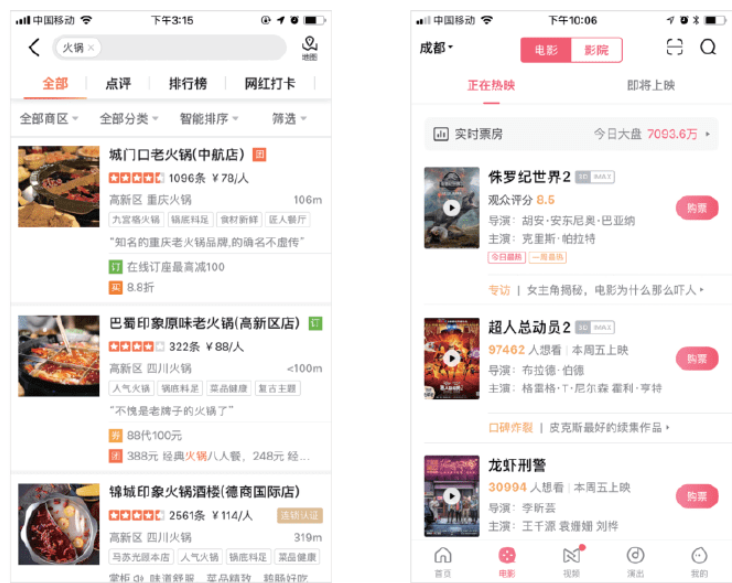 中国移动 下午3:15
火锅 ×
地图
全部 点评 排行榜 网红打卡
全部商区 全部分类 智能排序 筛选
城门口老火锅(中航店) 团
1096条 ¥78/人
高新区 重庆火锅 106m
九宫格火锅 锅底料足 食材新鲜 匠人餐厅
“知名的重庆老火锅品牌,的确名不虚传”
订 在线订座最高减100
买 8.8折
巴蜀印象原味老火锅(高新区店) 订
322条 ¥88/人
高新区 四川火锅 <100m
人气火锅 锅底料足 菜品健康 复古主题
“不愧是老牌子的火锅了”
券 88代100元
团 388元 经典火锅八人餐，248元 经...
锦城印象火锅酒楼(德商国际店)
2561条 ¥114/人 连锁认证
高新区 四川火锅 319m
马苏光顾本店 人气火锅 锅底料足 菜品健康
中国移动 下午10:06
成都 电影 影院
正在热映 即将上映
实时票房 今日大盘 7093.6万
侏罗纪世界2 3D IMAX
观众评分 8.5
购票
导演：胡安·安东尼奥·巴亚纳
主演：克里斯·帕拉特
今日最热
专访 | 女主角揭秘，电影为什么那么吓人
超人总动员2 3D IMAX
97462 人想看 | 本周五上映
购票
导演：布拉德·伯德
主演：格雷格·T·尼尔森 霍利·亨特
口碑炸裂 | 皮克斯最好的续集作品
龙虾刑警
30994 人想看 | 本周五上映
购票
导演：李昕芸
主演：王千源 袁姗姗 刘桦
首页 电影 视频 演出 我的